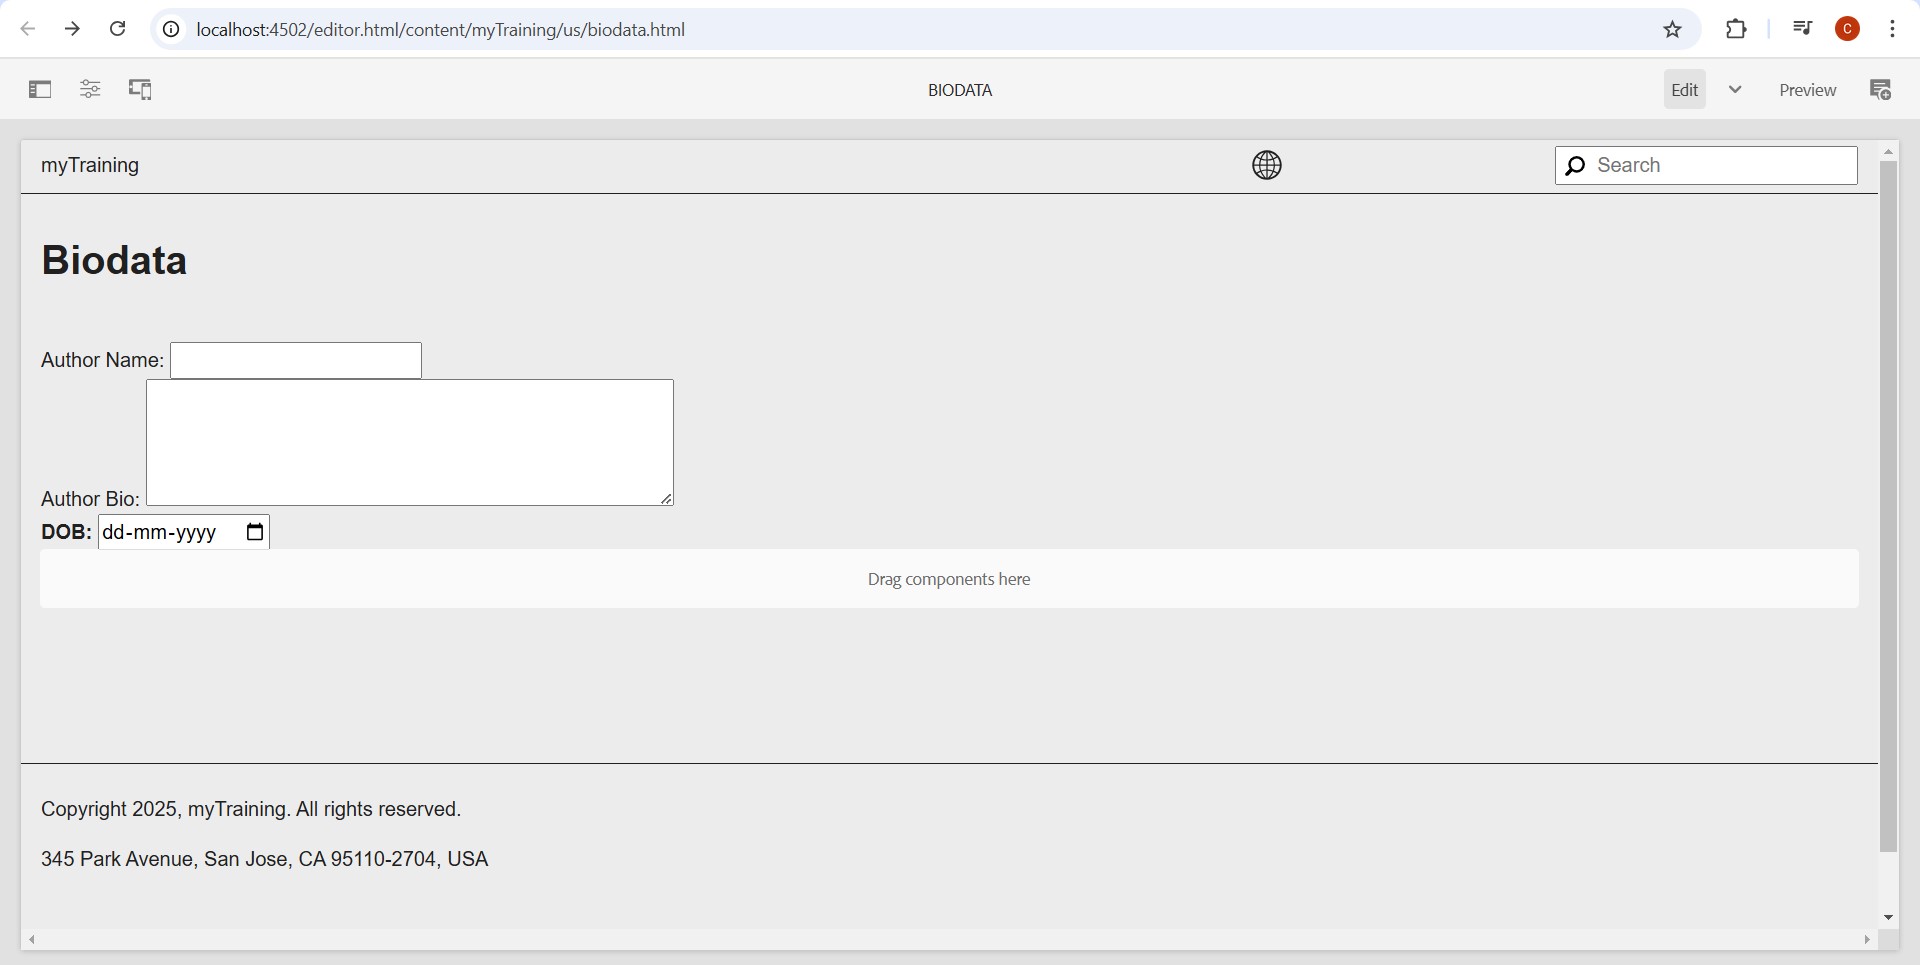 localhost:4502/editor.html/content/myTraining/us/biodata.html
C
BIODATA
Edit
Preview
myTraining
Search
Biodata
Author Name:
Author Bio:
DOB: dd-mm-yyyy
Drag components here
Copyright 2025, myTraining. All rights reserved.
345 Park Avenue, San Jose, CA 95110-2704, USA